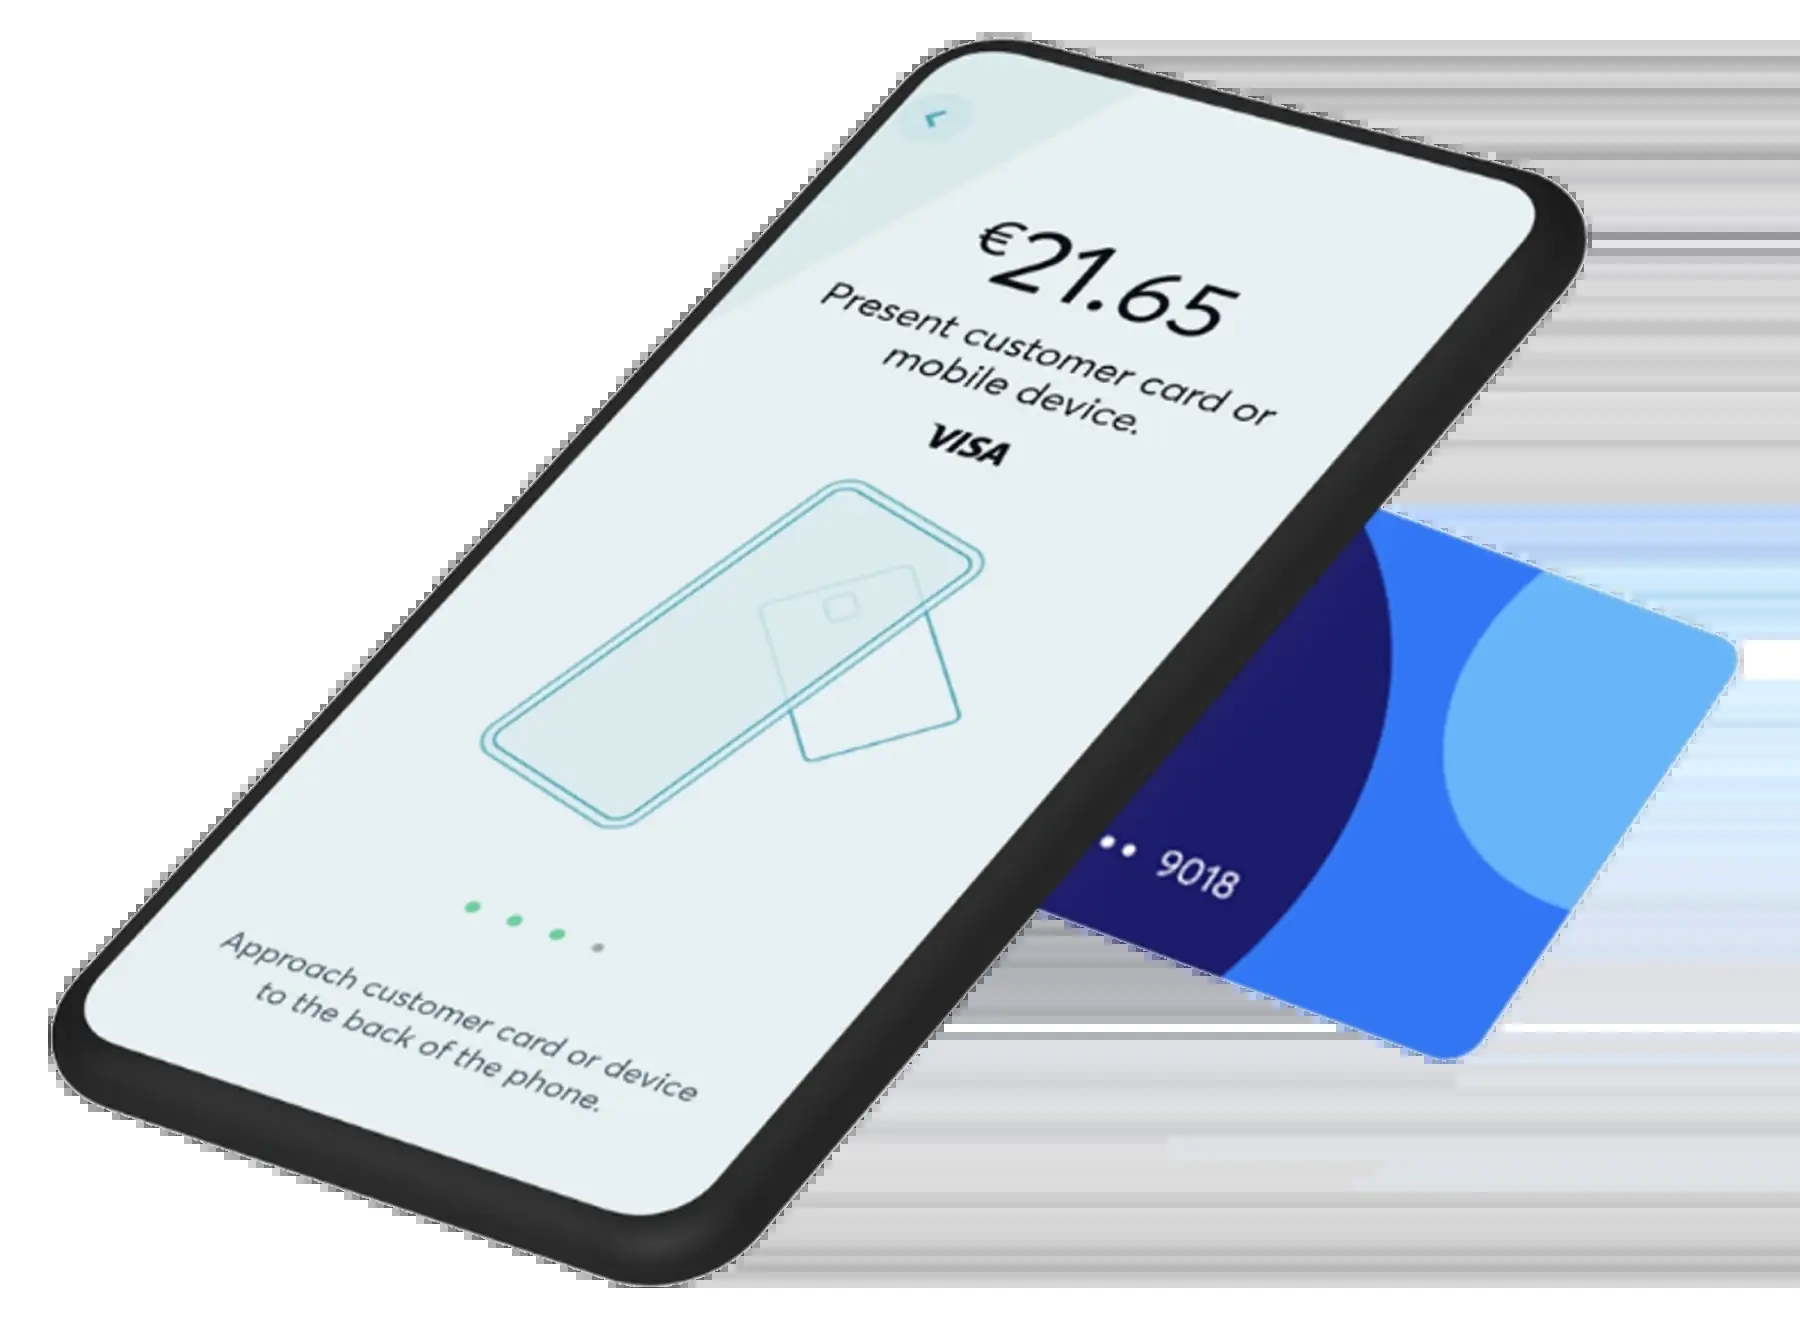 €21.65
Present customer card or
mobile device.
VISA
•• 9018
Approach customer card or device
to the back of the phone.